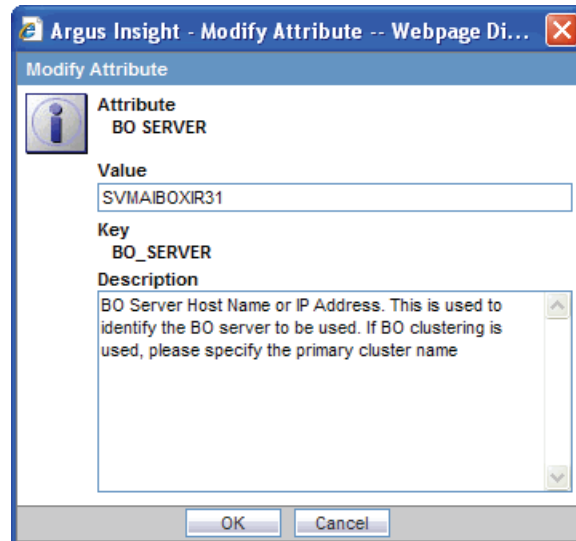 Argus Insight - Modify Attribute -- Webpage Di...
Modify Attribute
Attribute
BO SERVER
Value
SVMAIBOXIR31
Key
BO_SERVER
Description
BO Server Host Name or IP Address. This is used to
identify the BO server to be used. If BO clustering is
used, please specify the primary cluster name
OK Cancel